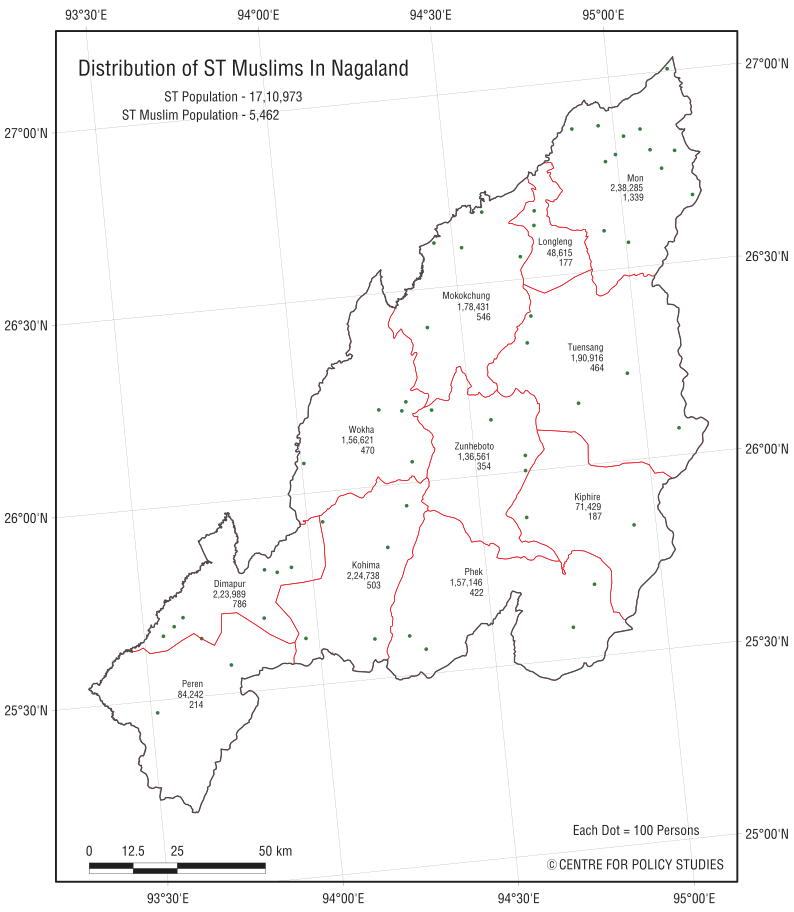 93°30'E 94°00'E 94°30'E 95°00'E
Distribution of ST Muslims In Nagaland
ST Population - 17,10,973
ST Muslim Population - 5,462
27°00'N
27°00'N
Mon
2,38,285
1,339
Longleng
48,615
177
26°30'N
Mokokchung
1,78,431
546
26°30'N
Tuensang
1,90,916
464
Wokha
1,56,621
470
Zunheboto
1,36,561
354
26°00'N
Kiphire
71,429
187
26°00'N
Kohima
2,24,738
503
Phek
1,57,146
422
Dimapur
2,23,989
786
25°30'N
Peren
84,242
214
25°30'N
Each Dot = 100 Persons
25°00'N
0 12.5 25 50 km
© CENTRE FOR POLICY STUDIES
93°30'E 94°00'E 94°30'E 95°00'E